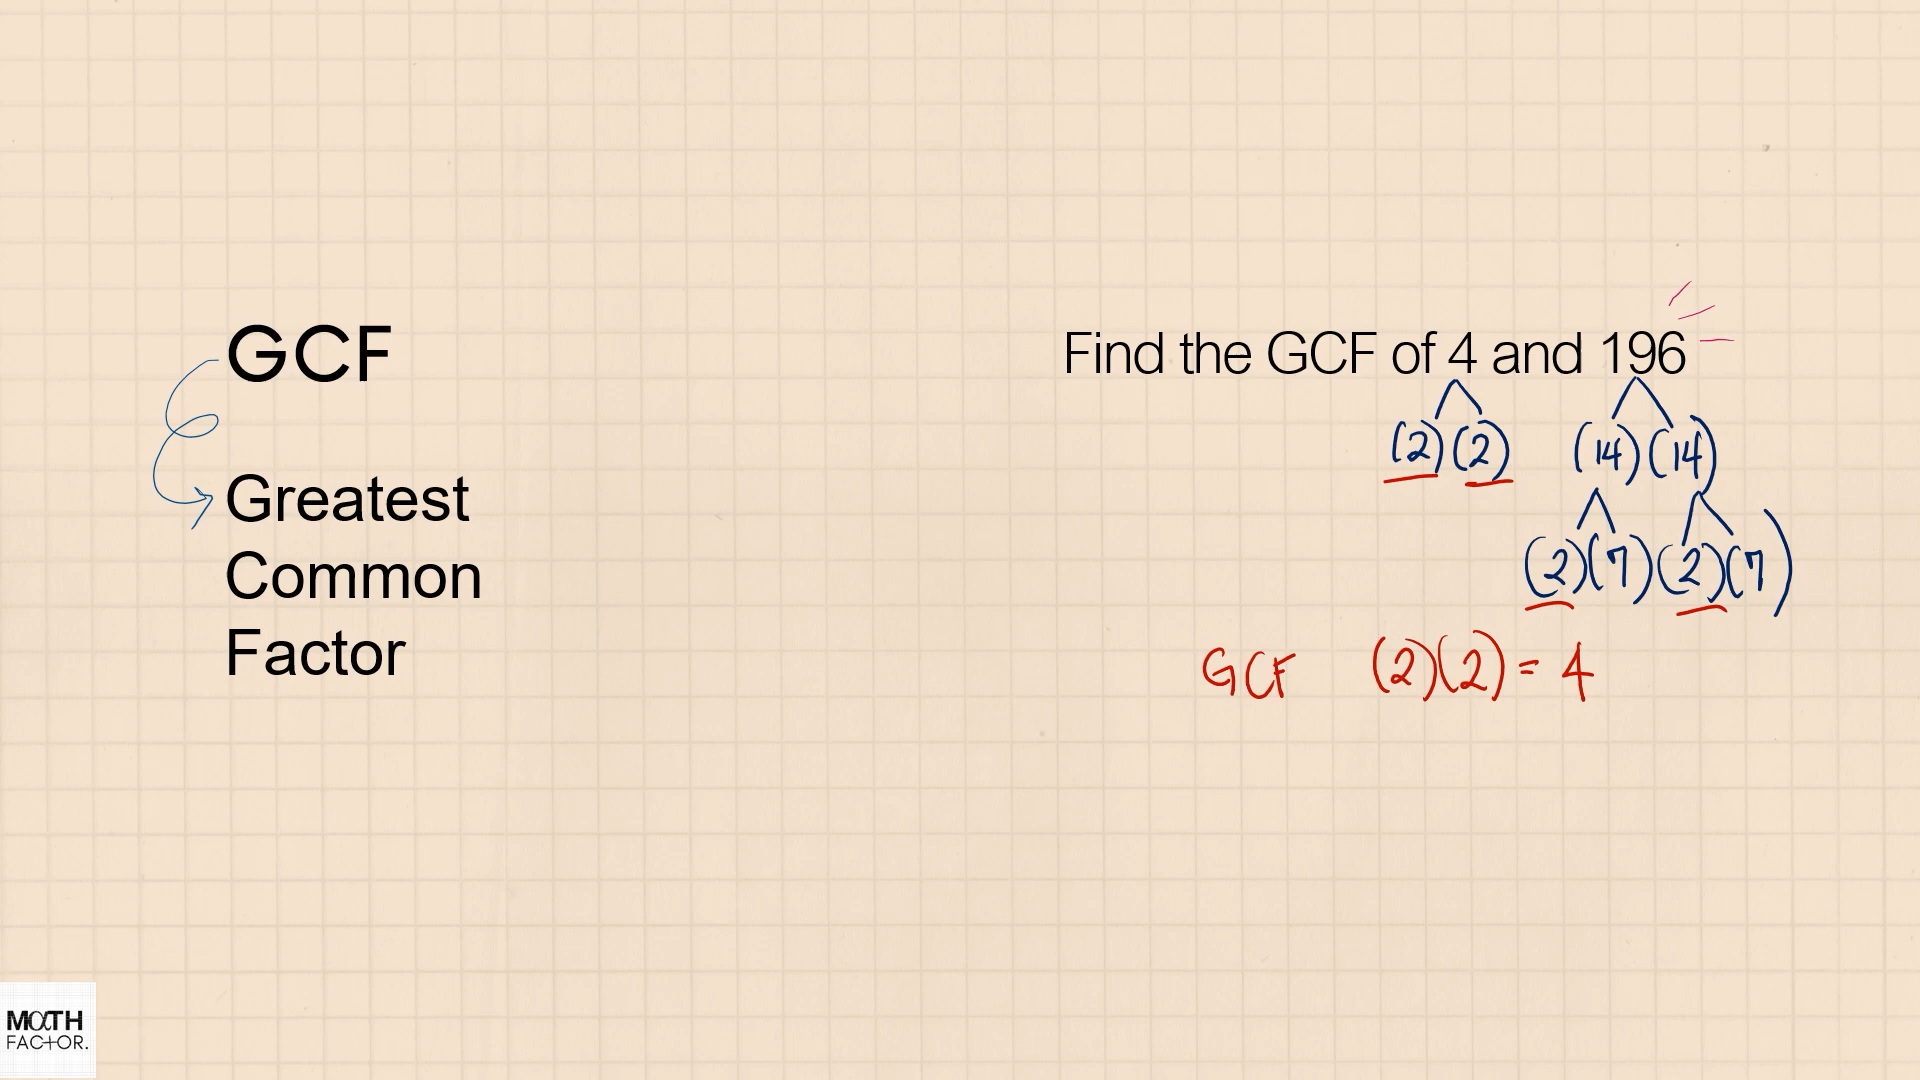 GCF
Greatest
Common
Factor
Find the GCF of 4 and 196
(2)(2) (14)(14)
(2)(7)(2)(7)
GCF (2)(2) = 4
MATH
FACTOR.